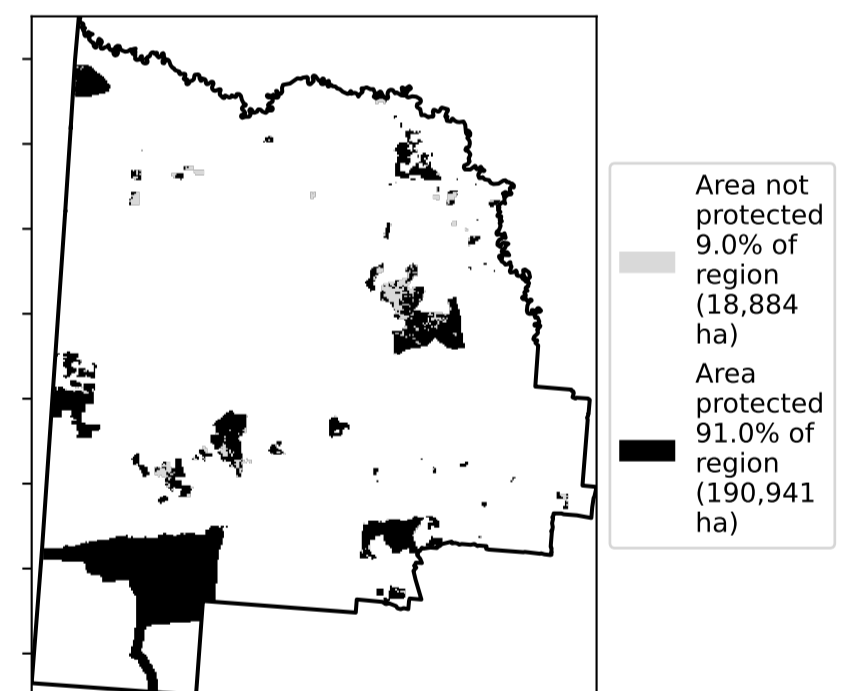 Area not
protected
9.0% of
region
(18,884
ha)
Area
protected
91.0% of
region
(190,941
ha)